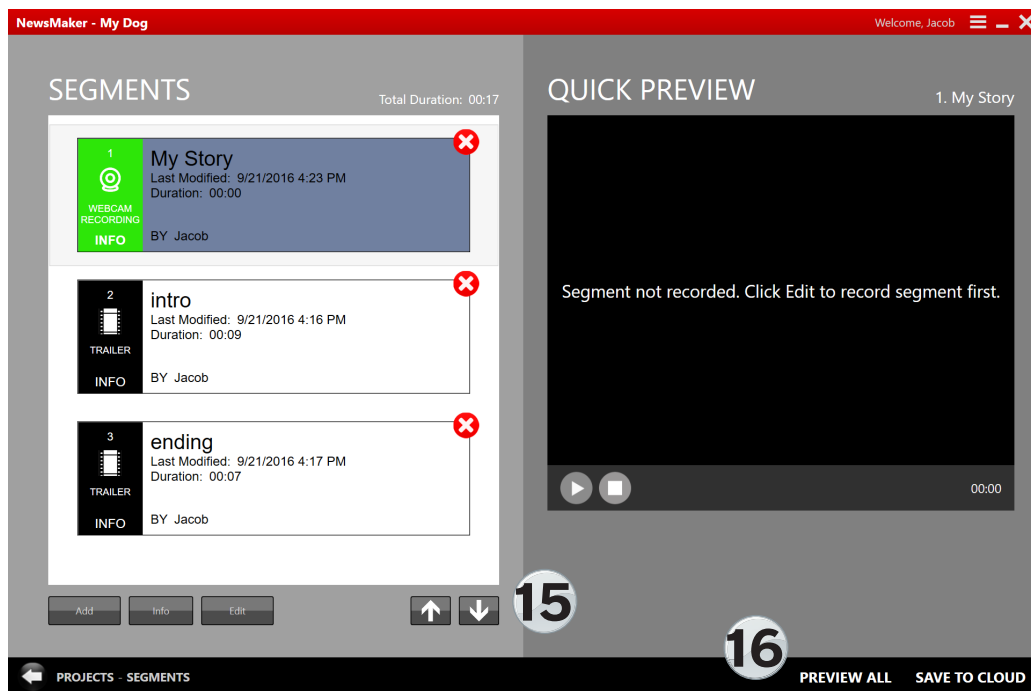 NewsMaker - My Dog
Welcome, Jacob
SEGMENTS
Total Duration: 00:17
1
WEBCAM
RECORDING
INFO
My Story
Last Modified: 9/21/2016 4:23 PM
Duration: 00:00
BY Jacob
2
TRAILER
INFO
intro
Last Modified: 9/21/2016 4:16 PM
Duration: 00:09
BY Jacob
3
TRAILER
INFO
ending
Last Modified: 9/21/2016 4:17 PM
Duration: 00:07
BY Jacob
Add
Info
Edit
15
QUICK PREVIEW
1. My Story
Segment not recorded. Click Edit to record segment first.
00:00
16
PROJECTS - SEGMENTS
PREVIEW ALL
SAVE TO CLOUD